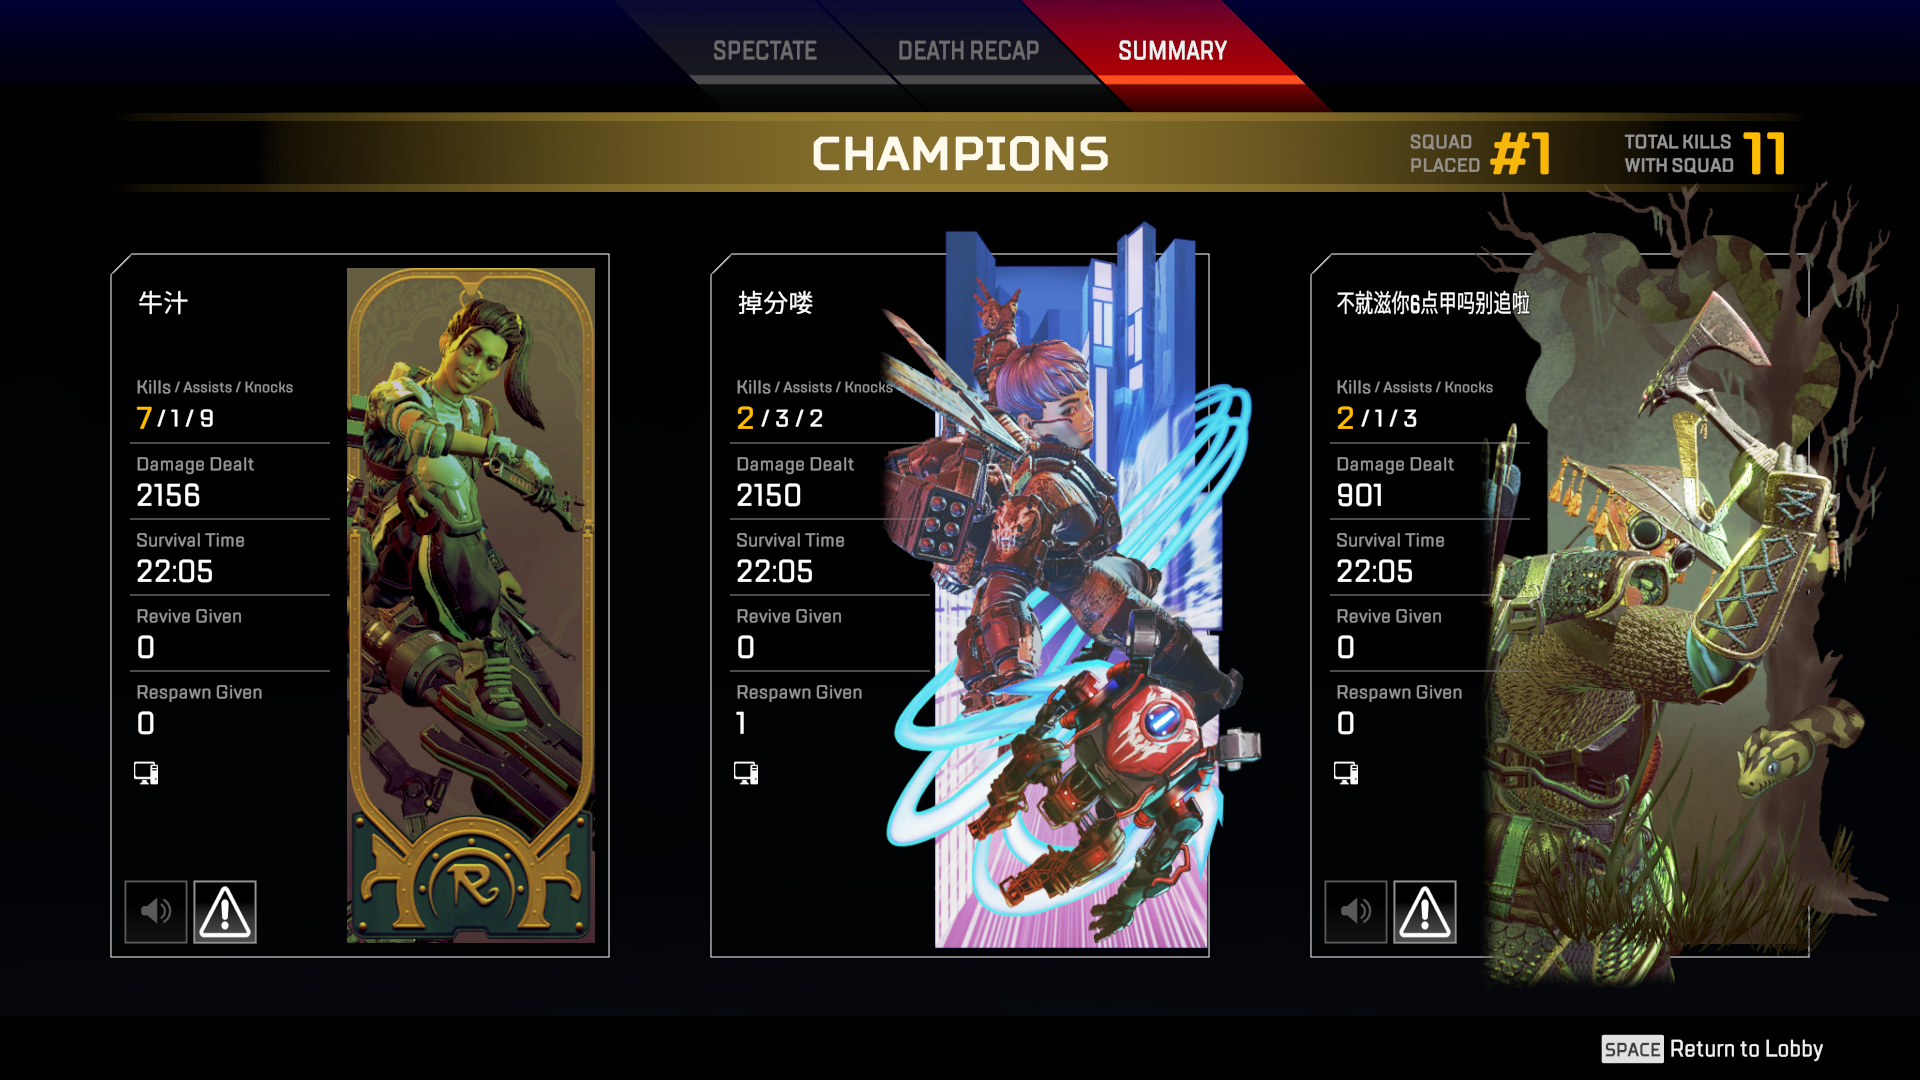 SPECTATE
DEATH RECAP
SUMMARY
CHAMPIONS
SQUAD
PLACED
#1
TOTAL KILLS
WITH SQUAD
11
牛汁
Kills / Assists / Knocks
7 / 1 / 9
Damage Dealt
2156
Survival Time
22:05
Revive Given
0
Respawn Given
0
R
掉分喽
Kills / Assists / Knocks
2 / 3 / 2
Damage Dealt
2150
Survival Time
22:05
Revive Given
0
Respawn Given
1
不就滋你6点甲吗别追啦
Kills / Assists / Knocks
2 / 1 / 3
Damage Dealt
901
Survival Time
22:05
Revive Given
0
Respawn Given
0
SPACE Return to Lobby